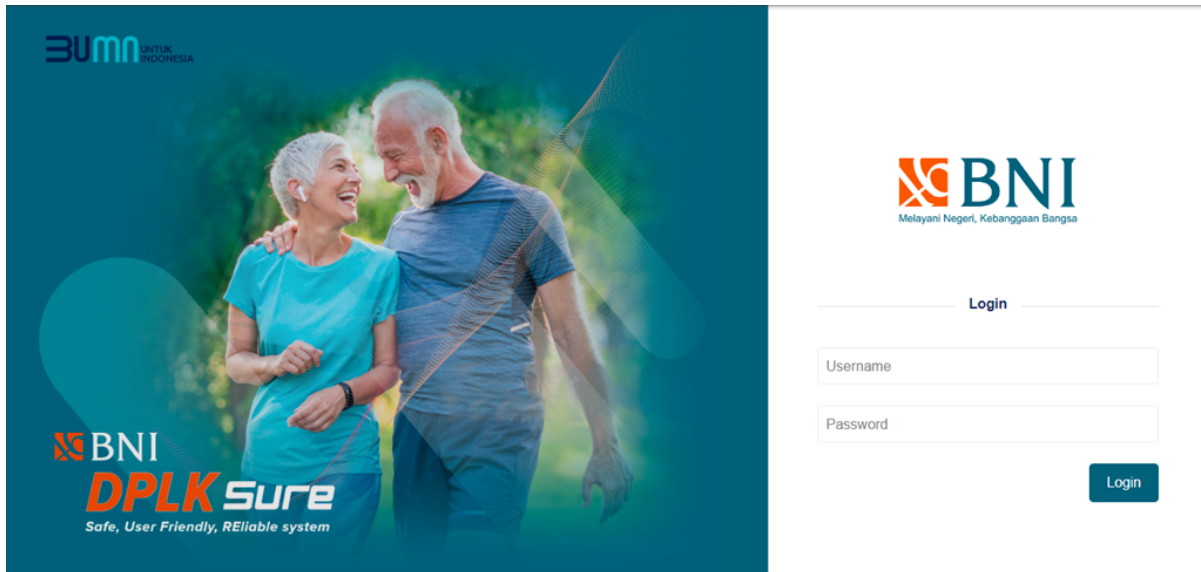 BUMN UNTUK
INDONESIA
BNI
DPLK Sure
Safe, User Friendly, REliable system
BNI
Melayani Negeri, Kebanggaan Bangsa
Login
Username
Password
Login